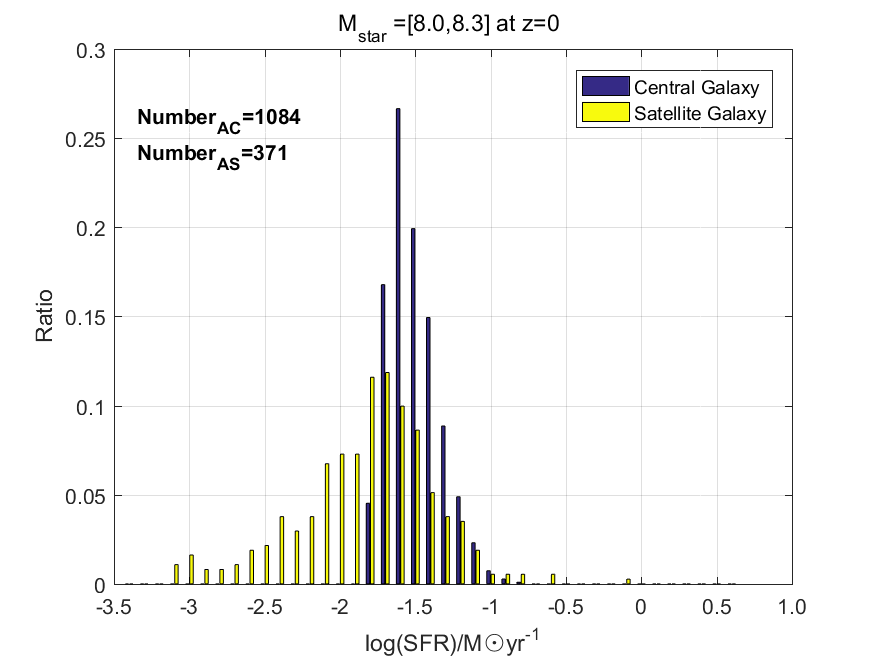 M_star =[8.0,8.3] at z=0
0.3
0.25
0.2
0.15
0.1
0.05
0
Ratio
Number_AC=1084
Number_AS=371
Central Galaxy
Satellite Galaxy
-3.5 -3 -2.5 -2 -1.5 -1 -0.5 0 0.5 1.0
log(SFR)/M☉yr^-1